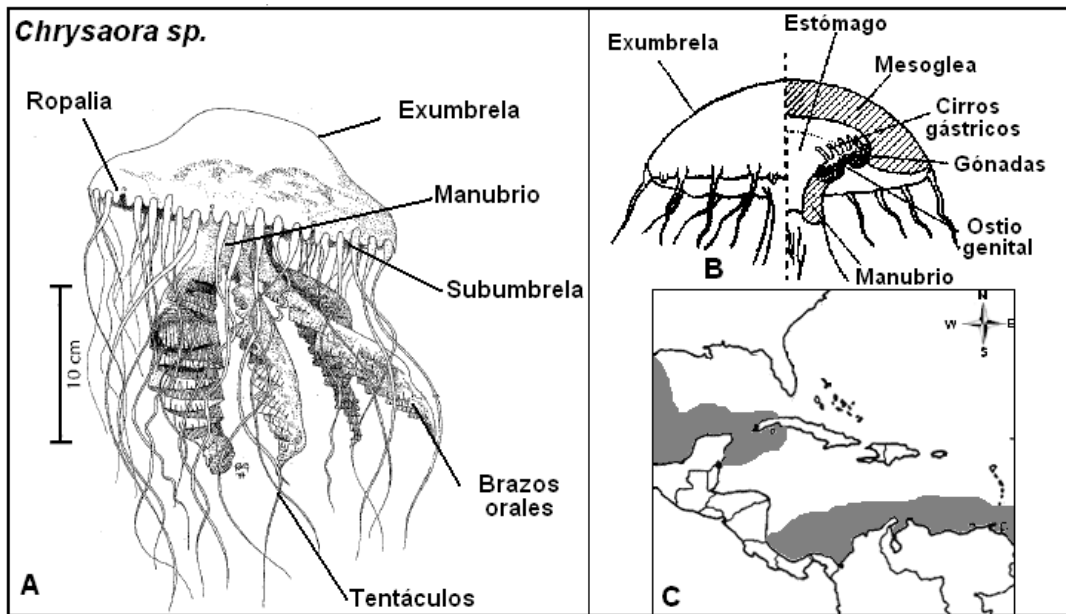 Chrysaora sp.
Ropalia
Exumbrela
Manubrio
Subumbrela
10 cm
Brazos
orales
Tentáculos
A
Estómago
Exumbrela
Mesoglea
Cirros
gástricos
Gónadas
Ostio
genital
Manubrio
B
N
W
E
S
C